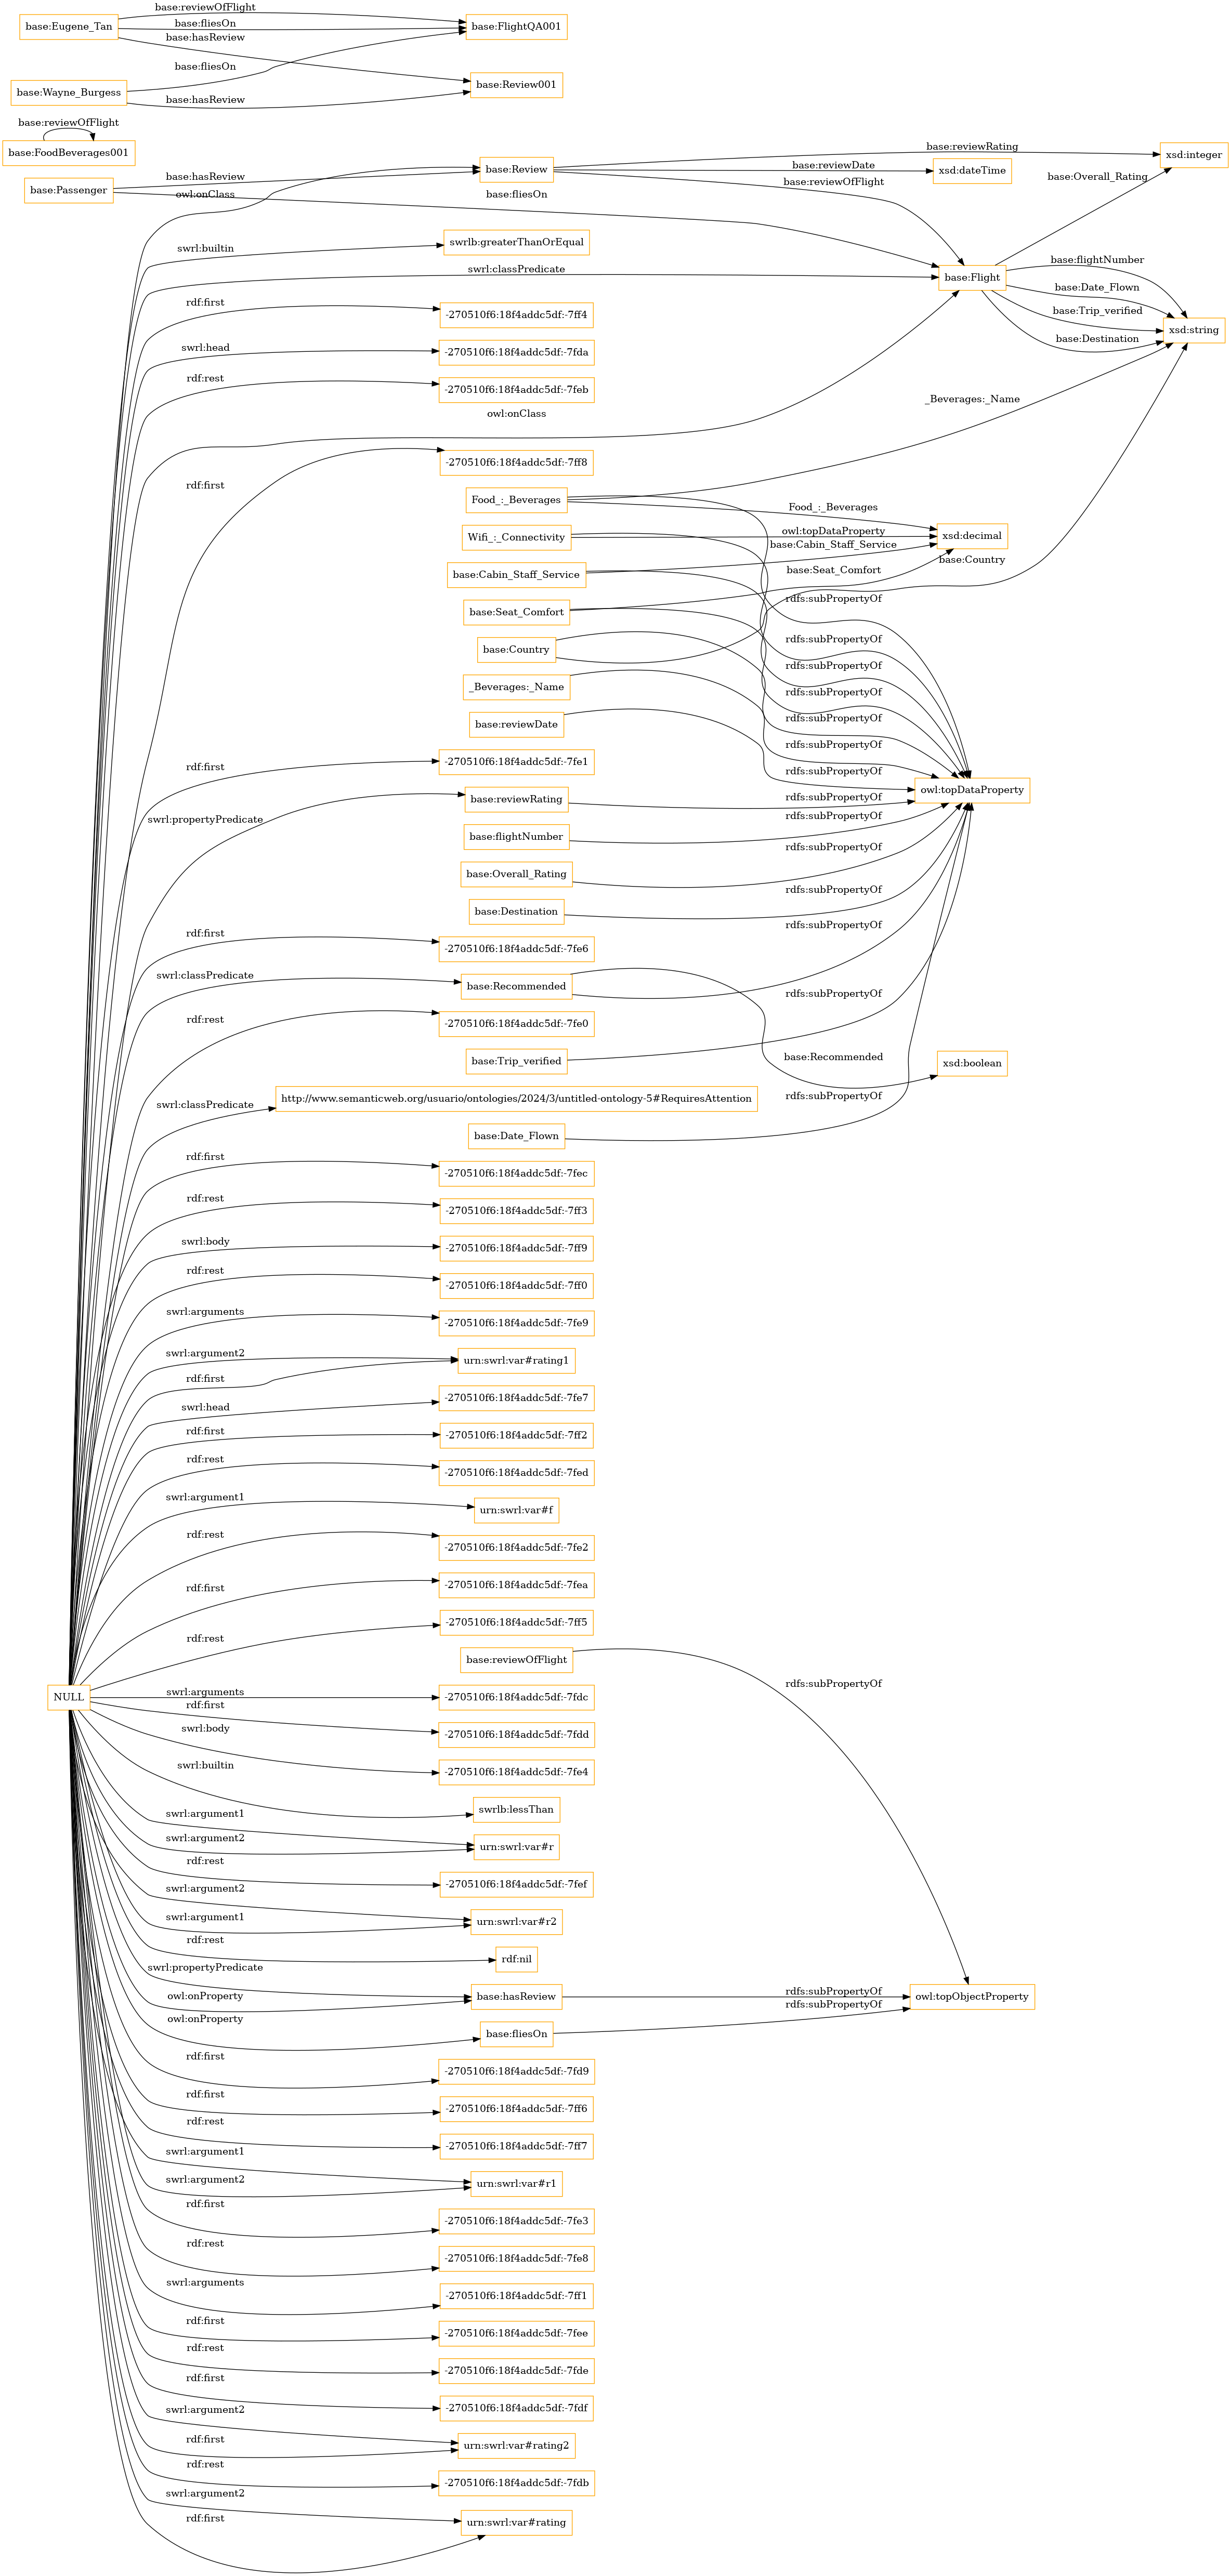 base:reviewOfFlight
base:Eugene_Tan
base:fliesOn
base:FlightQA001
base:hasReview
base:fliesOn
base:Review001
base:Wayne_Burgess
base:hasReview
base:reviewOfFlight
base:FoodBeverages001
base:reviewRating
xsd:integer
base:Review
base:reviewDate
xsd:dateTime
base:hasReview
base:Overall_Rating
base:reviewOfFlight
base:Passenger
owl:onClass
base:fliesOn
swrl:builtin
swrlb:greaterThanOrEqual
base:flightNumber
swrl:classPredicate
base:Flight
base:Date_Flown
rdf:first
-270510f6:18f4addc5df:-7ff4
base:Trip_verified
xsd:string
base:Destination
swrl:head
-270510f6:18f4addc5df:-7fda
rdf:rest
-270510f6:18f4addc5df:-7feb
_Beverages:_Name
owl:onClass
-270510f6:18f4addc5df:-7ff8
rdf:first
Food_:_Beverages
Food_:_Beverages
owl:topDataProperty
Wifi_:_Connectivity
xsd:decimal
base:Cabin_Staff_Service
base:Country
base:Cabin_Staff_Service
base:Seat_Comfort
rdfs:subPropertyOf
base:Seat_Comfort
rdfs:subPropertyOf
base:Country
rdfs:subPropertyOf
_Beverages:_Name
rdfs:subPropertyOf
rdfs:subPropertyOf
base:reviewDate
rdfs:subPropertyOf
rdf:first
-270510f6:18f4addc5df:-7fe1
rdfs:subPropertyOf
owl:topDataProperty
base:reviewRating
rdfs:subPropertyOf
swrl:propertyPredicate
rdfs:subPropertyOf
base:flightNumber
rdfs:subPropertyOf
base:Overall_Rating
rdfs:subPropertyOf
base:Destination
rdfs:subPropertyOf
rdf:first
-270510f6:18f4addc5df:-7fe6
swrl:classPredicate
base:Recommended
rdfs:subPropertyOf
rdf:rest
-270510f6:18f4addc5df:-7fe0
base:Trip_verified
base:Recommended
xsd:boolean
http://www.semanticweb.org/usuario/ontologies/2024/3/untitled-ontology-5#RequiresAttention
rdfs:subPropertyOf
swrl:classPredicate
base:Date_Flown
rdf:first
-270510f6:18f4addc5df:-7fec
rdf:rest
-270510f6:18f4addc5df:-7ff3
swrl:body
-270510f6:18f4addc5df:-7ff9
rdf:rest
-270510f6:18f4addc5df:-7ff0
swrl:arguments
-270510f6:18f4addc5df:-7fe9
swrl:argument2
urn:swrl:var#rating1
rdf:first
-270510f6:18f4addc5df:-7fe7
swrl:head
rdf:first
-270510f6:18f4addc5df:-7ff2
rdf:rest
-270510f6:18f4addc5df:-7fed
swrl:argument1
urn:swrl:var#f
rdf:rest
-270510f6:18f4addc5df:-7fe2
rdf:first
-270510f6:18f4addc5df:-7fea
rdf:rest
-270510f6:18f4addc5df:-7ff5
base:reviewOfFlight
rdfs:subPropertyOf
NULL
swrl:arguments
-270510f6:18f4addc5df:-7fdc
rdf:first
-270510f6:18f4addc5df:-7fdd
swrl:body
-270510f6:18f4addc5df:-7fe4
swrl:builtin
swrlb:lessThan
swrl:argument1
swrl:argument2
urn:swrl:var#r
rdf:rest
-270510f6:18f4addc5df:-7fef
swrl:argument2
swrl:argument1
urn:swrl:var#r2
rdf:rest
rdf:nil
swrl:propertyPredicate
rdfs:subPropertyOf
owl:onProperty
base:hasReview
owl:topObjectProperty
rdfs:subPropertyOf
owl:onProperty
base:fliesOn
rdf:first
-270510f6:18f4addc5df:-7fd9
rdf:first
-270510f6:18f4addc5df:-7ff6
rdf:rest
-270510f6:18f4addc5df:-7ff7
swrl:argument1
swrl:argument2
urn:swrl:var#r1
rdf:first
-270510f6:18f4addc5df:-7fe3
rdf:rest
-270510f6:18f4addc5df:-7fe8
swrl:arguments
-270510f6:18f4addc5df:-7ff1
rdf:first
-270510f6:18f4addc5df:-7fee
rdf:rest
-270510f6:18f4addc5df:-7fde
rdf:first
-270510f6:18f4addc5df:-7fdf
swrl:argument2
rdf:first
urn:swrl:var#rating2
rdf:rest
-270510f6:18f4addc5df:-7fdb
swrl:argument2
rdf:first
urn:swrl:var#rating